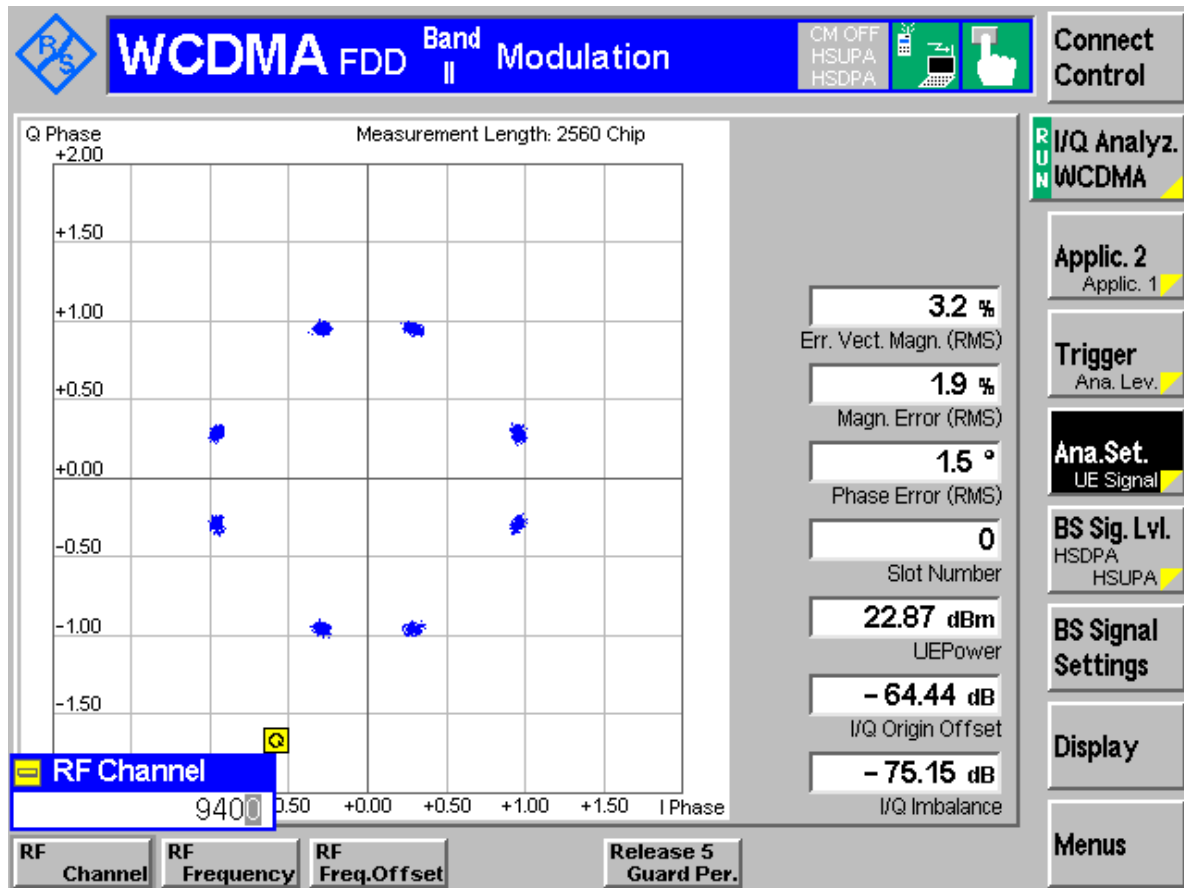 R/S
WCDMA FDD Band II Modulation
CM OFF
HSUPA
HSDPA
Connect
Control
Q Phase
Measurement Length: 2560 Chip
+2.00
+1.50
+1.00
+0.50
+0.00
-0.50
-1.00
-1.50
Q
RF Channel
9400
0.50 +0.00 +0.50 +1.00 +1.50 I Phase
3.2 %
Err. Vect. Magn. (RMS)
1.9 %
Magn. Error (RMS)
1.5 °
Phase Error (RMS)
0
Slot Number
22.87 dBm
UEPower
- 64.44 dB
I/Q Origin Offset
- 75.15 dB
I/Q Imbalance
RUN
I/Q Analyz.
WCDMA
Applic. 2
Applic. 1
Trigger
Ana. Lev.
Ana.Set.
UE Signal
BS Sig. Lvl.
HSDPA
HSUPA
BS Signal
Settings
Display
Menus
RF
Channel
RF
Frequency
RF
Freq.Offset
Release 5
Guard Per.